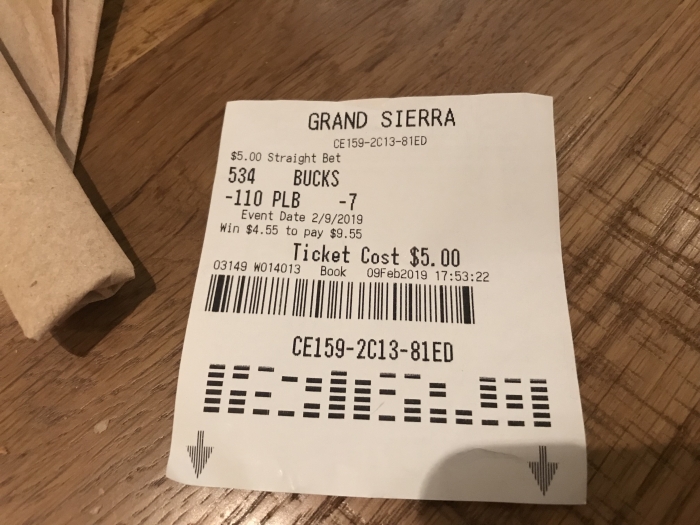 GRAND SIERRA
CE159-2C13-81ED
$5.00 Straight Bet
534 BUCKS
-110 PLB -7
Event Date 2/9/2019
Win $4.55 to pay $9.55
Ticket Cost $5.00
03149 W014013 Book 09Feb2019 17:53:22
CE159-2C13-81ED